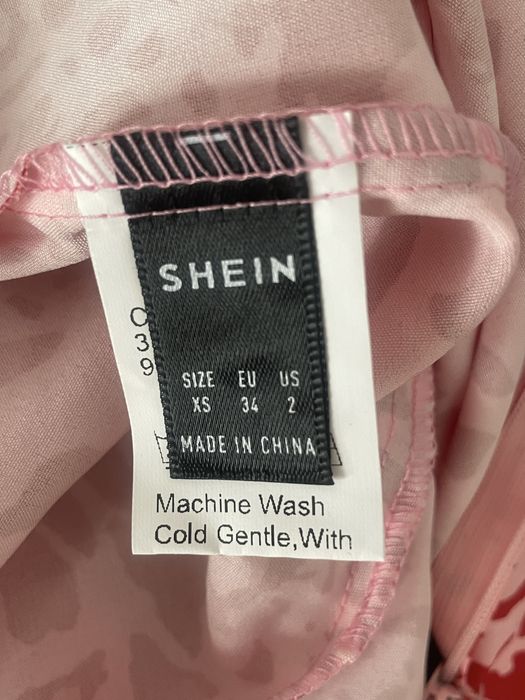 SHEIN
SIZE EU US
XS 34 2
MADE IN CHINA
Machine Wash
Cold Gentle,With